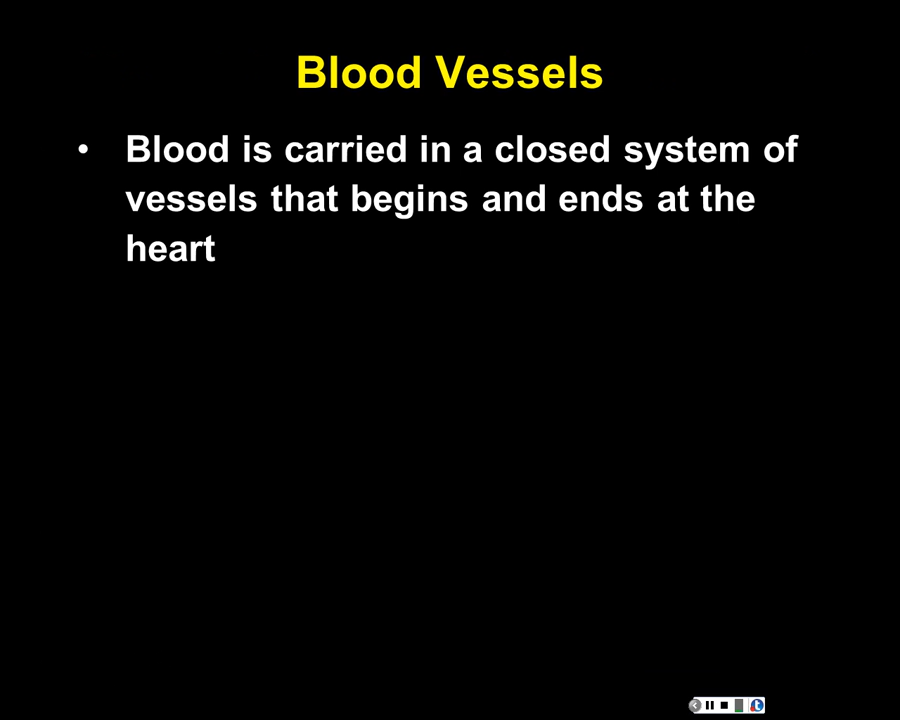 Blood Vessels
• Blood is carried in a closed system of
vessels that begins and ends at the
heart